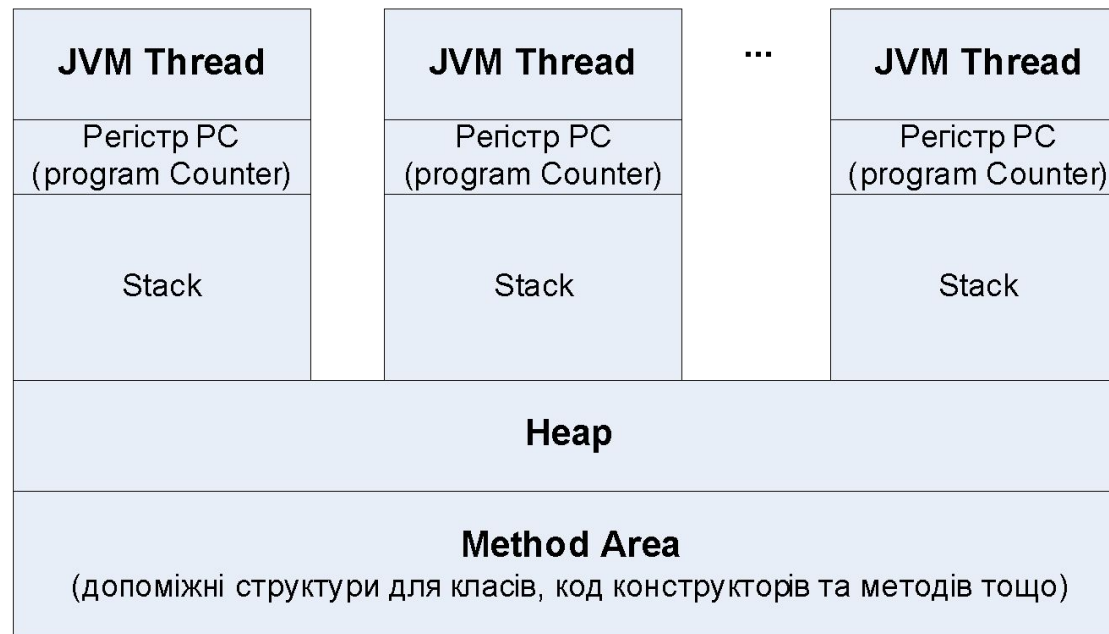 JVM Thread
Регістр PC
(program Counter)
Stack
JVM Thread
Регістр PC
(program Counter)
Stack
...
JVM Thread
Регістр PC
(program Counter)
Stack
Heap
Method Area
(допоміжні структури для класів, код конструкторів та методів тощо)